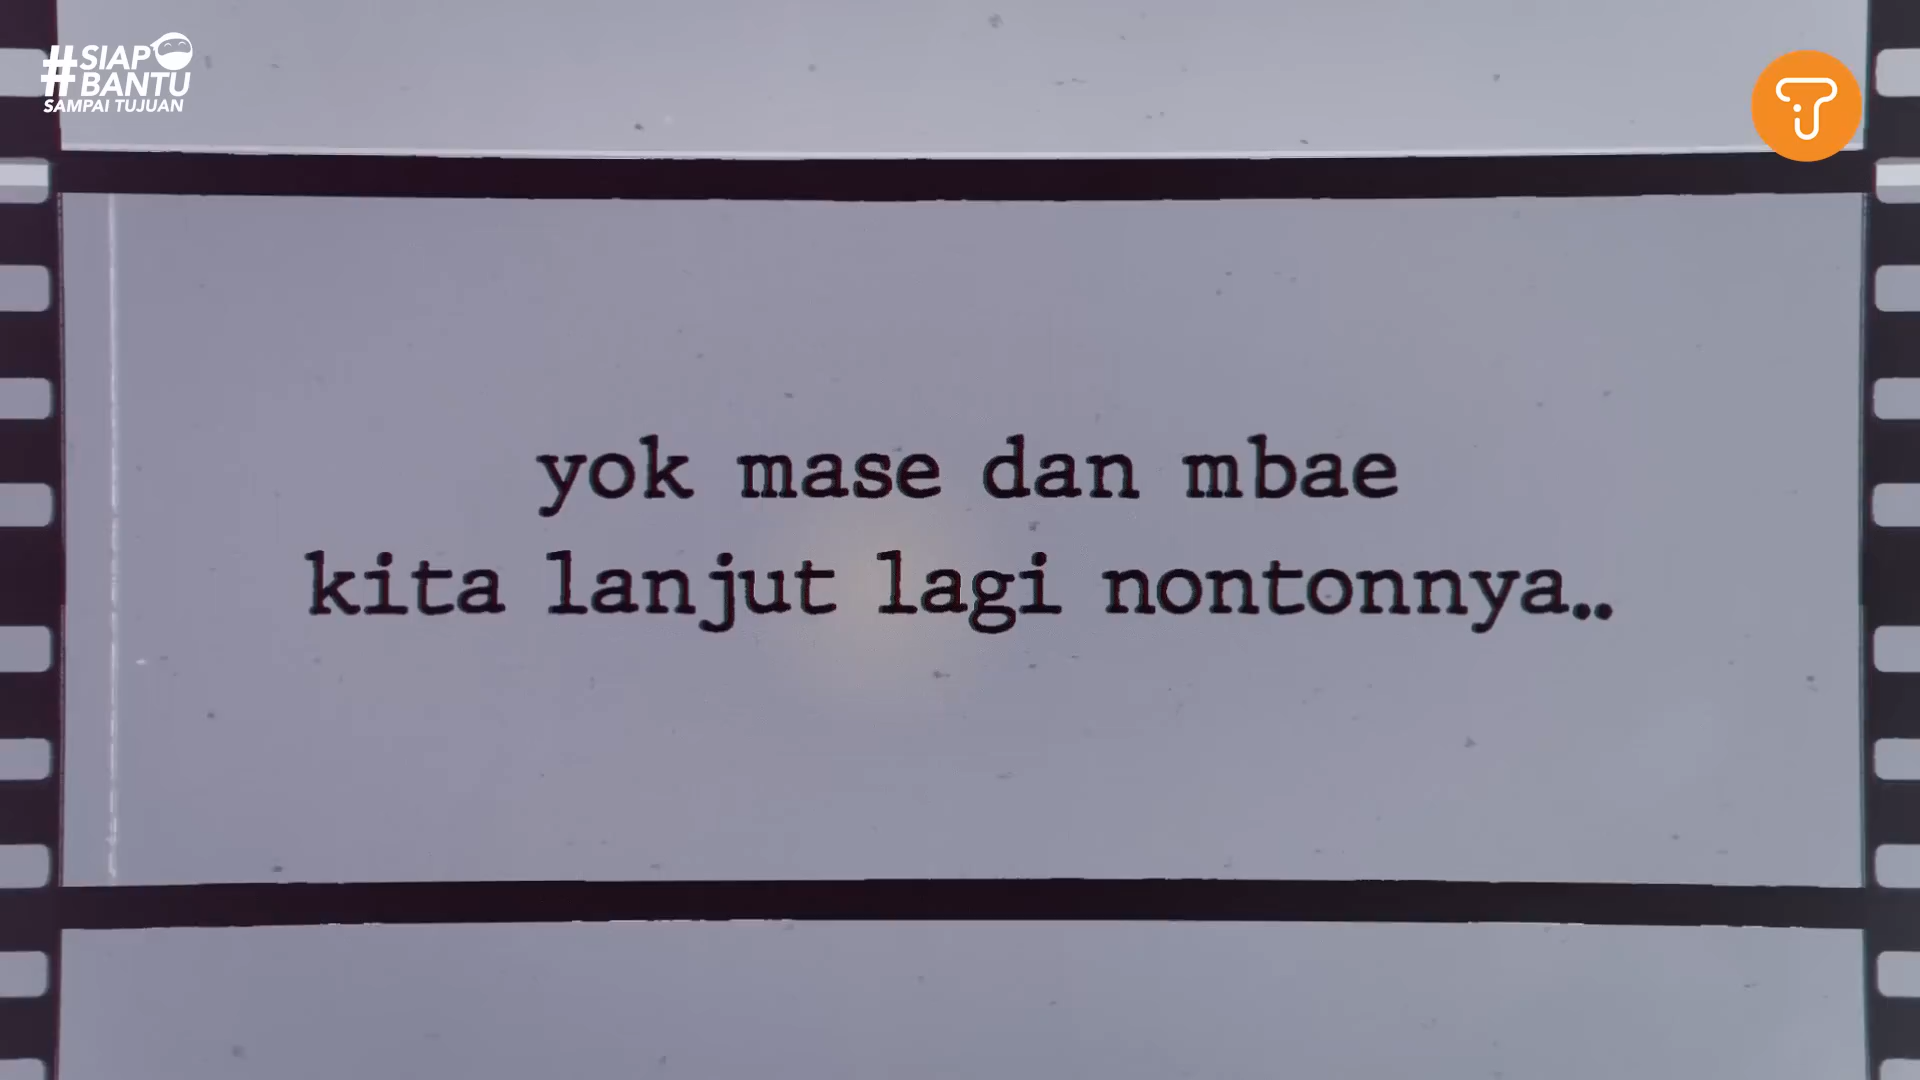 #SIAP
BANTU
SAMPAI TUJUAN
yok mase dan mbae
kita lanjut lagi nontonnya..